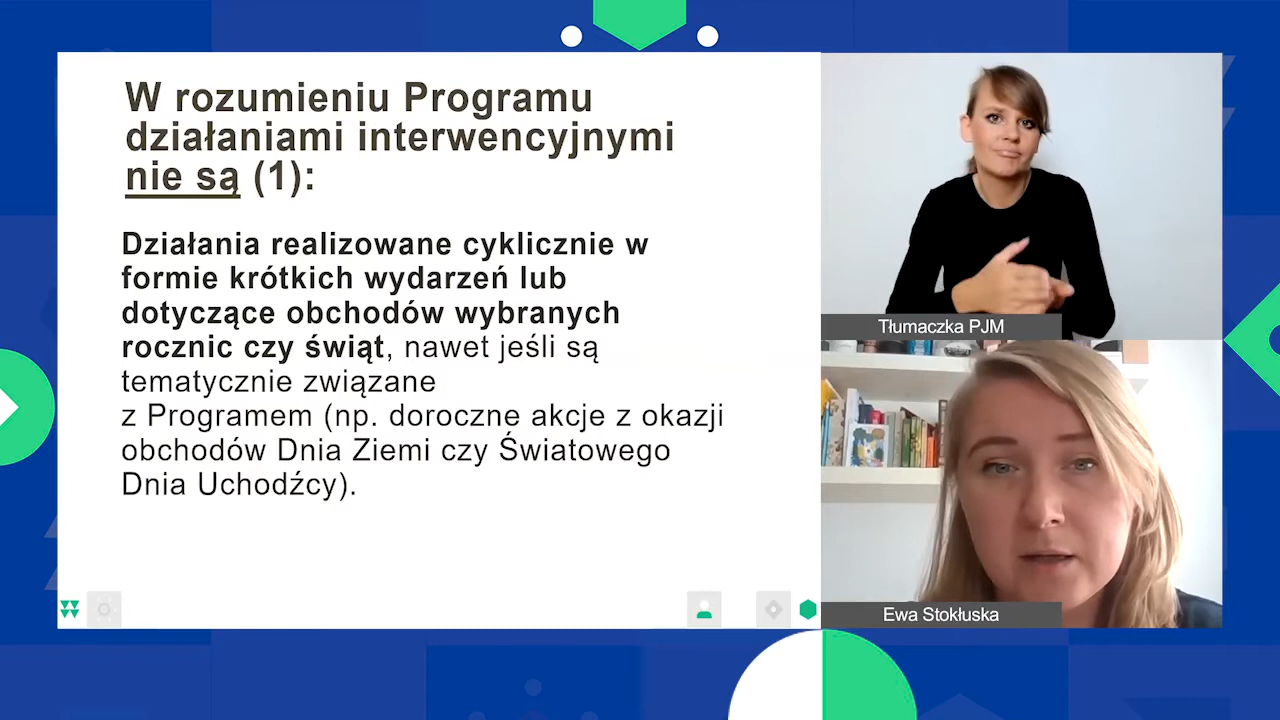 W rozumieniu Programu
działaniami interwencyjnymi
nie są (1):
Działania realizowane cyklicznie w
formie krótkich wydarzeń lub
dotyczące obchodów wybranych
rocznic czy świąt, nawet jeśli są
tematycznie związane
z Programem (np. doroczne akcje z okazji
obchodów Dnia Ziemi czy Światowego
Dnia Uchodźcy).
Tłumaczka PJM
Ewa Stokłuska